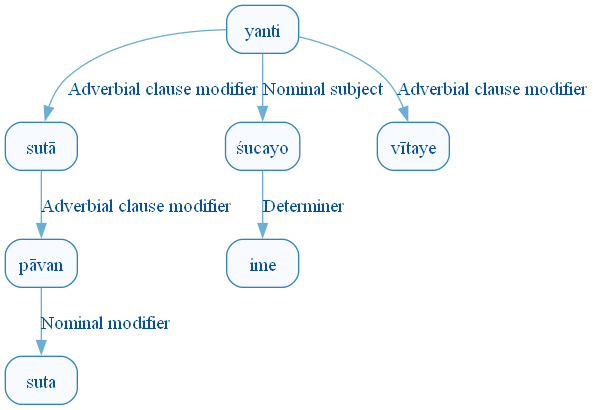 yanti
Adverbial clause modifier Nominal subject Adverbial clause modifier
sutā śucayo vītaye
Adverbial clause modifier Determiner
pāvan ime
Nominal modifier
suta